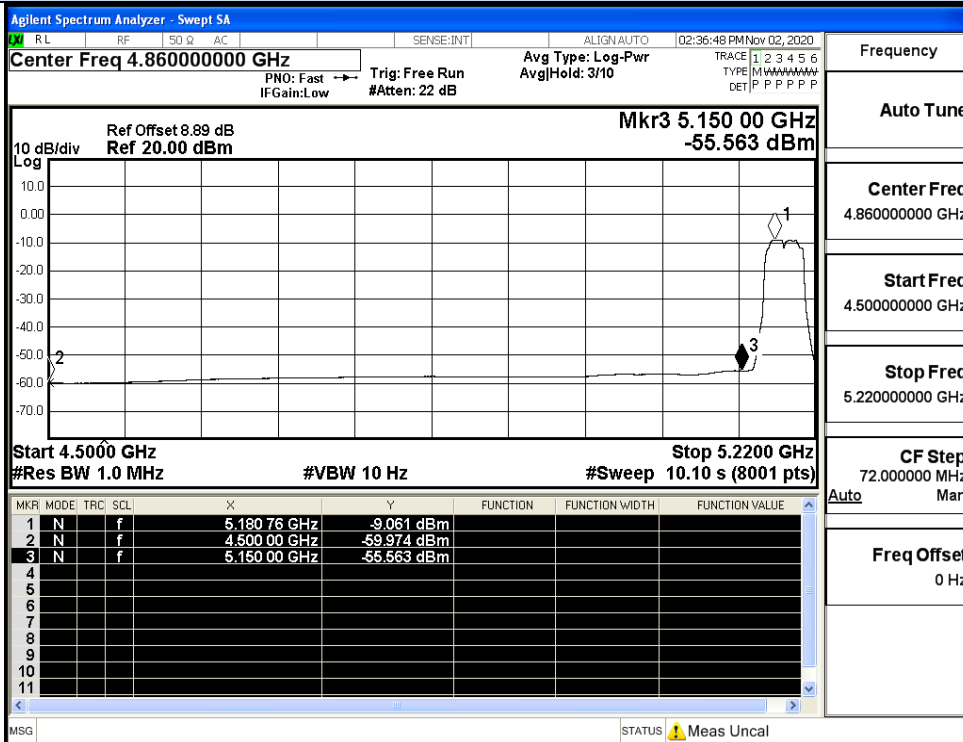 Agilent Spectrum Analyzer - Swept SA
LXI RL RF 50 Ω AC SENSE:INT ALIGN AUTO 02:36:48 PM Nov 02, 2020
Center Freq 4.860000000 GHz
PNO: Fast
IFGain:Low
Trig: Free Run
#Atten: 22 dB
Avg Type: Log-Pwr
Avg|Hold: 3/10
TRACE 1 2 3 4 5 6
TYPE M WWWWW
DET P P P P P P
Mkr3 5.150 00 GHz
-55.563 dBm
Ref Offset 8.89 dB
10 dB/div Ref 20.00 dBm
Log
10.0
0.00
-10.0
-20.0
-30.0
-40.0
-50.0
-60.0
-70.0
1
2
3
Start 4.5000 GHz Stop 5.2200 GHz
#Res BW 1.0 MHz #VBW 10 Hz #Sweep 10.10 s (8001 pts)
MKR MODE TRC SCL X Y FUNCTION FUNCTION WIDTH FUNCTION VALUE
1 N f 5.180 76 GHz -9.061 dBm
2 N f 4.500 00 GHz -59.974 dBm
3 N f 5.150 00 GHz -55.563 dBm
4
5
6
7
8
9
10
11
MSG STATUS Meas Uncal
Frequency
Auto Tune
Center Freq
4.860000000 GHz
Start Freq
4.500000000 GHz
Stop Freq
5.220000000 GHz
CF Step
72.000000 MHz
Auto Man
Freq Offset
0 Hz